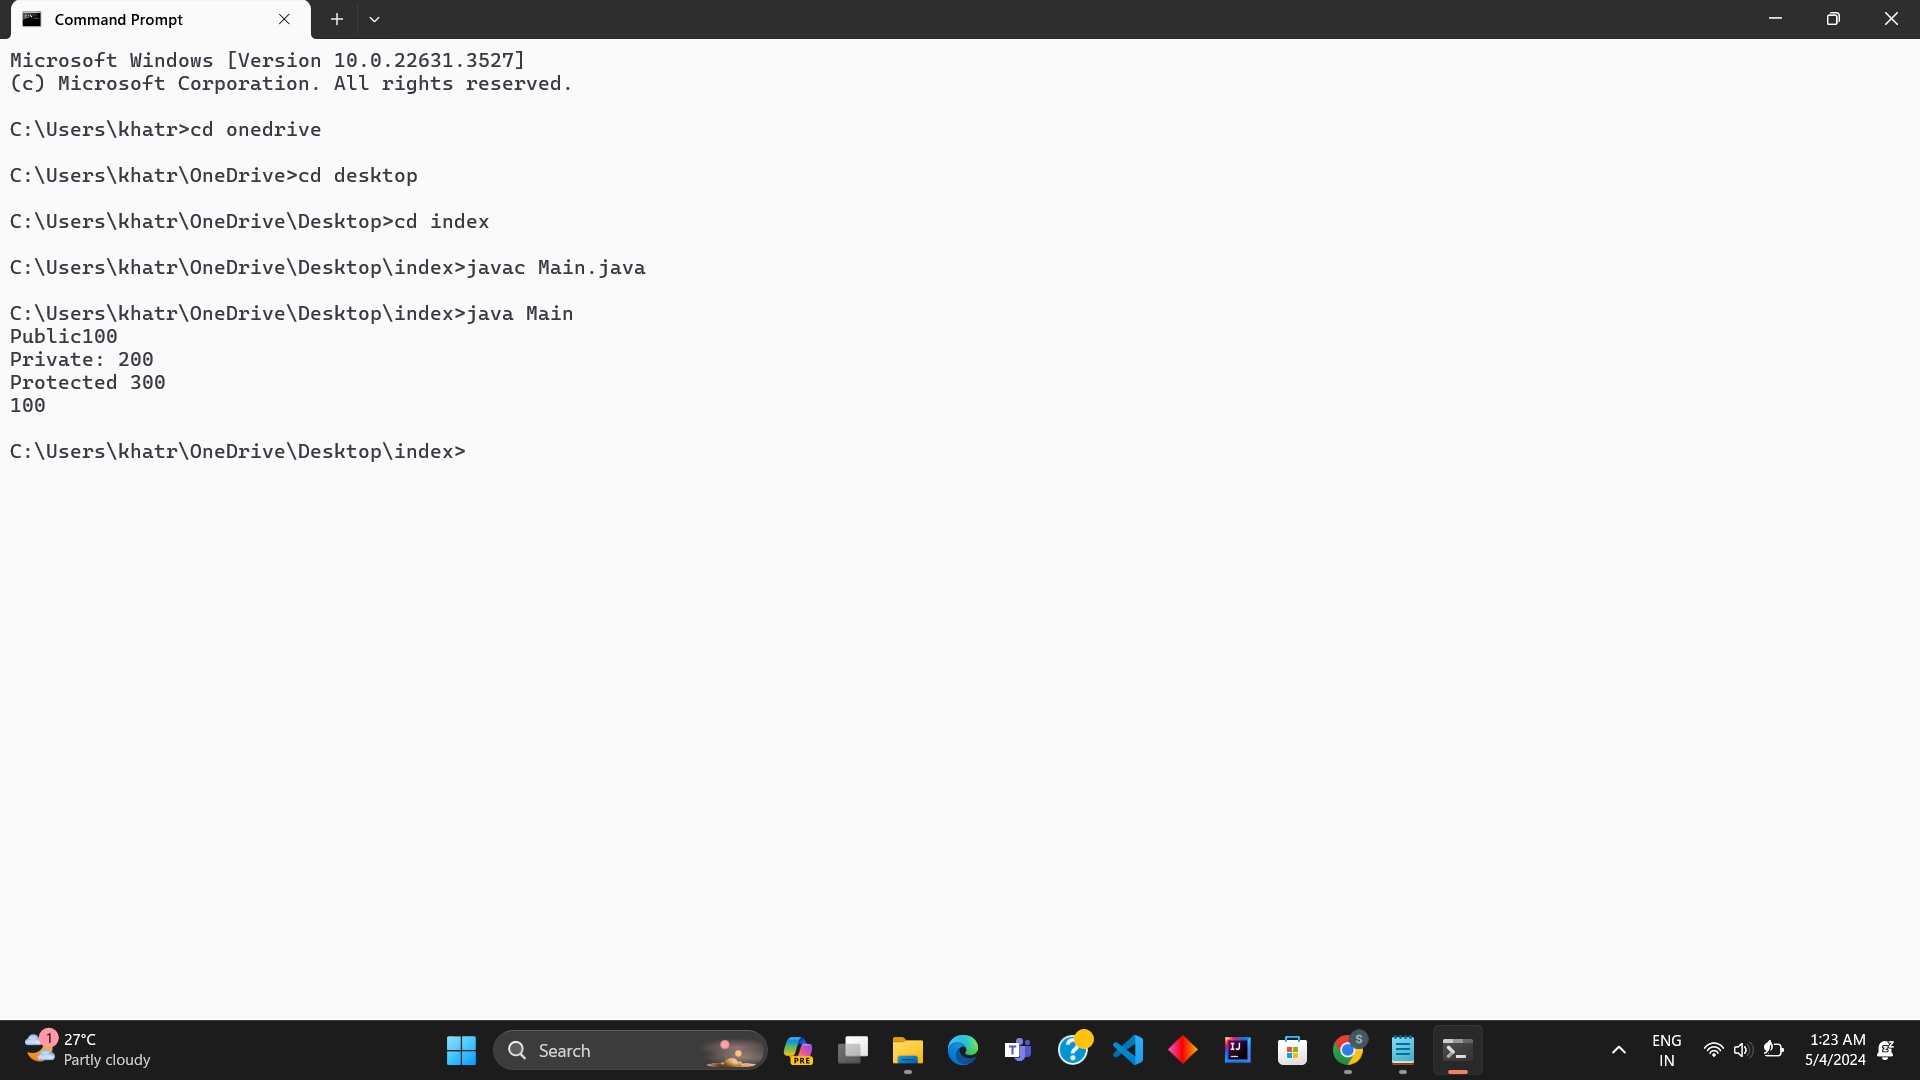 Command Prompt
Microsoft Windows [Version 10.0.22631.3527]
(c) Microsoft Corporation. All rights reserved.
C:\Users\khatr>cd onedrive
C:\Users\khatr\OneDrive>cd desktop
C:\Users\khatr\OneDrive\Desktop>cd index
C:\Users\khatr\OneDrive\Desktop\index>javac Main.java
C:\Users\khatr\OneDrive\Desktop\index>java Main
Public100
Private: 200
Protected 300
100
C:\Users\khatr\OneDrive\Desktop\index>
1
27°C
Partly cloudy
Search
PRE
T
IJ
S
ENG
IN
1:23 AM
5/4/2024